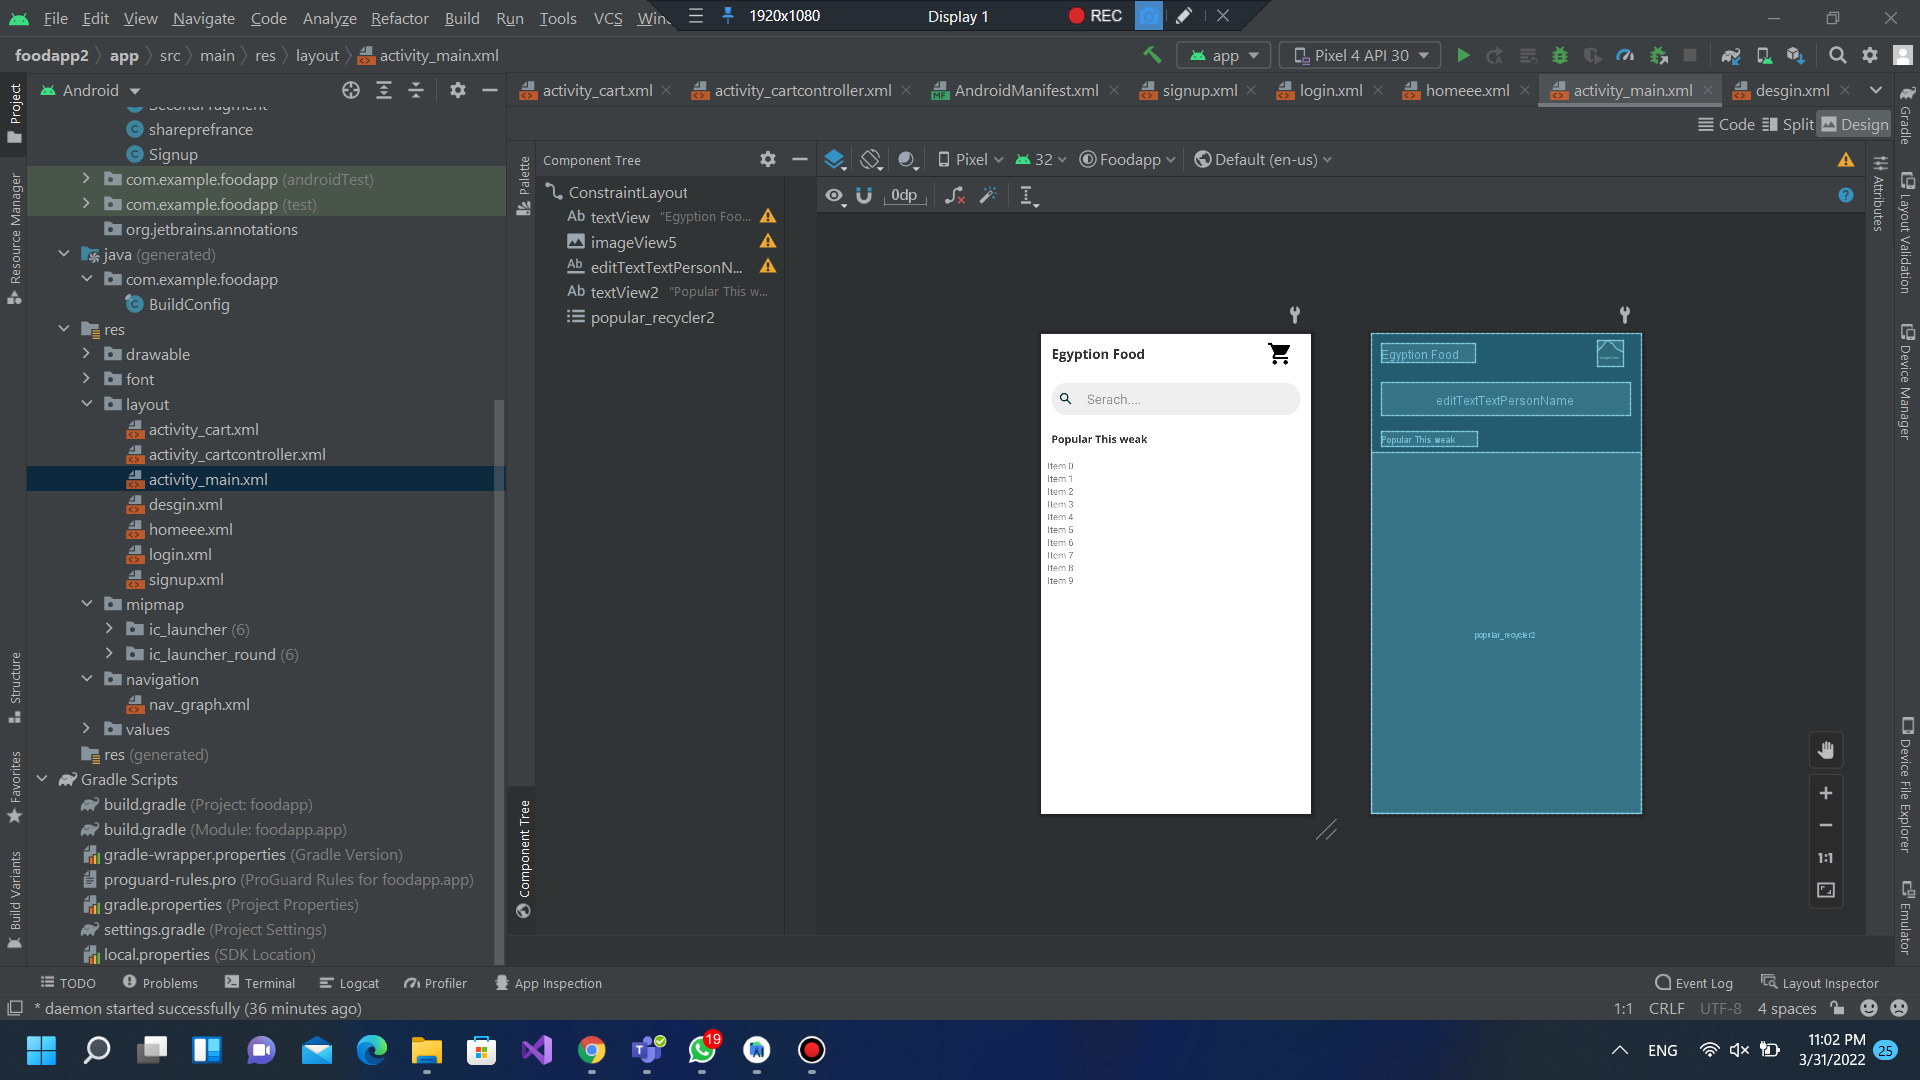 File Edit View Navigate Code Analyze Refactor Build Run Tools VCS Win
1920x1080 Display 1 REC
foodapp2 app src main res layout activity_main.xml
app Pixel 4 API 30
Android
activity_cart.xml activity_cartcontroller.xml AndroidManifest.xml signup.xml login.xml homeee.xml activity_main.xml desgin.xml
Code Split Design
Project
Resource Manager
Structure
Favorites
Build Variants
shareprefrance
Signup
com.example.foodapp (androidTest)
com.example.foodapp (test)
org.jetbrains.annotations
java (generated)
com.example.foodapp
BuildConfig
res
drawable
font
layout
activity_cart.xml
activity_cartcontroller.xml
activity_main.xml
desgin.xml
homeee.xml
login.xml
signup.xml
mipmap
ic_launcher (6)
ic_launcher_round (6)
navigation
nav_graph.xml
values
res (generated)
Gradle Scripts
build.gradle (Project: foodapp)
build.gradle (Module: foodapp.app)
gradle-wrapper.properties (Gradle Version)
proguard-rules.pro (ProGuard Rules for foodapp.app)
gradle.properties (Project Properties)
settings.gradle (Project Settings)
local.properties (SDK Location)
Palette
Component Tree
Component Tree
ConstraintLayout
Ab textView "Egyption Foo...
imageView5
Ab editTextTextPersonN...
Ab textView2 "Popular This w...
popular_recycler2
Pixel 32 Foodapp Default (en-us)
0dp
Egyption Food
Serach....
Popular This weak
Item 0
Item 1
Item 2
Item 3
Item 4
Item 5
Item 6
Item 7
Item 8
Item 9
Egyption Food
editTextTextPersonName
Popular This weak
popular_recycler2
1:1
Attributes
Gradle
Layout Validation
Device Manager
Device File Explorer
Emulator
TODO Problems Terminal Logcat Profiler App Inspection
Event Log Layout Inspector
* daemon started successfully (36 minutes ago)
1:1 CRLF UTF-8 4 spaces
19
ENG
11:02 PM
3/31/2022
25